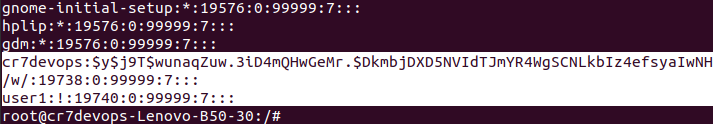 gnome-initial-setup:*:19576:0:99999:7:::
hplip:*:19576:0:99999:7:::
gdm:*:19576:0:99999:7:::
cr7devops:$y$j9T$wunaqZuw.3iD4mQHwGeMr.$DkmbjDXD5NVIdTJmYR4WgSCNLkbIz4efsyaIwNH
/w/:19738:0:99999:7:::
user1:!:19740:0:99999:7:::
root@cr7devops-Lenovo-B50-30:/#